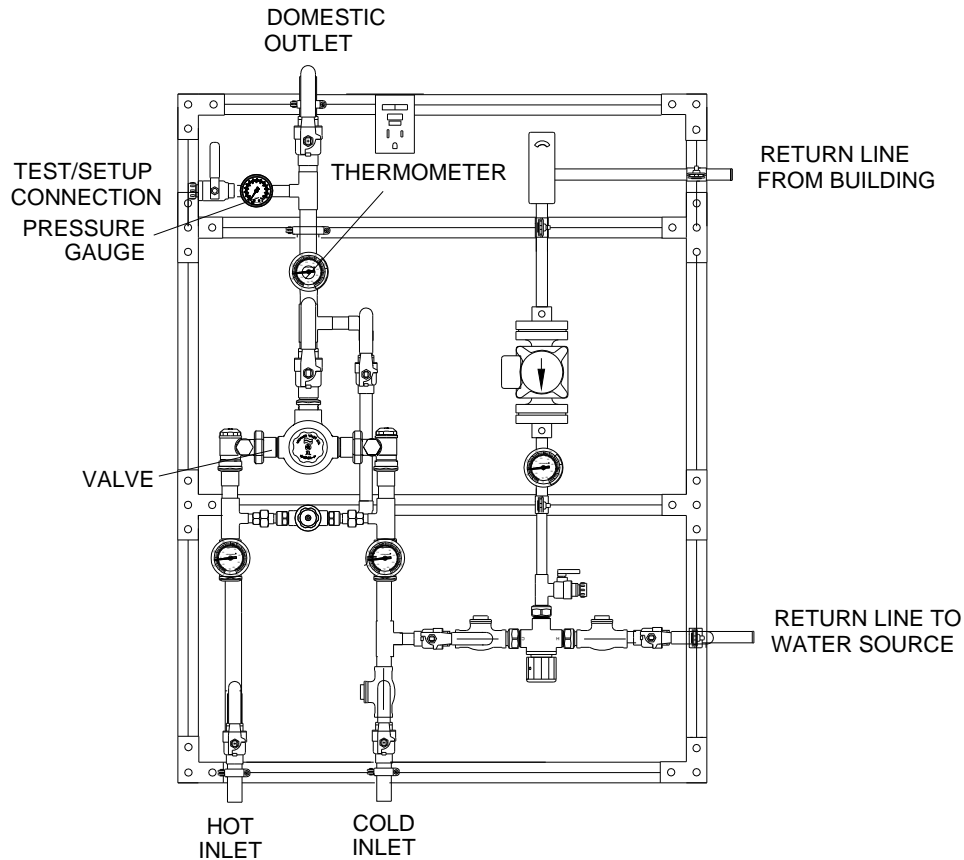 DOMESTIC
OUTLET
TEST/SETUP
CONNECTION
PRESSURE
GAUGE
THERMOMETER
RETURN LINE
FROM BUILDING
VALVE
RETURN LINE TO
WATER SOURCE
HOT
INLET
COLD
INLET